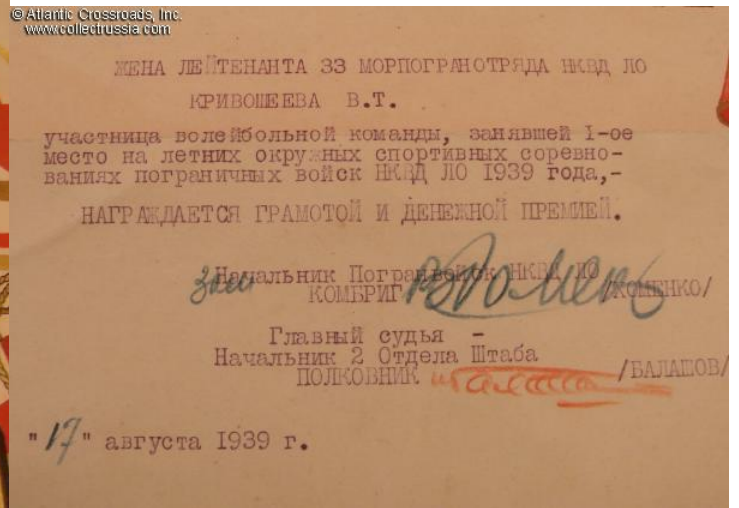 © Atlantic Crossroads, Inc.
www.collectrussia.com
ЖЕНА ЛЕЙТЕНАНТА 33 МОРПОГРАНОТРЯДА НКВД ЛО
КРИВОШЕЕВА В.Т.
участница волейбольной команды, занявшей I-ое
место на летних окружных спортивных соревно-
ваниях пограничных войск НКВД ЛО 1939 года,-
НАГРАЖДАЕТСЯ ГРАМОТОЙ И ДЕНЕЖНОЙ ПРЕМИЕЙ.
Зам Начальник Погранвойск НКВД ЛО
КОМБРИГ
Главный судья -
Начальник 2 Отдела Штаба
ПОЛКОВНИК /БАЛАШОВ/
"17" августа 1939 г.